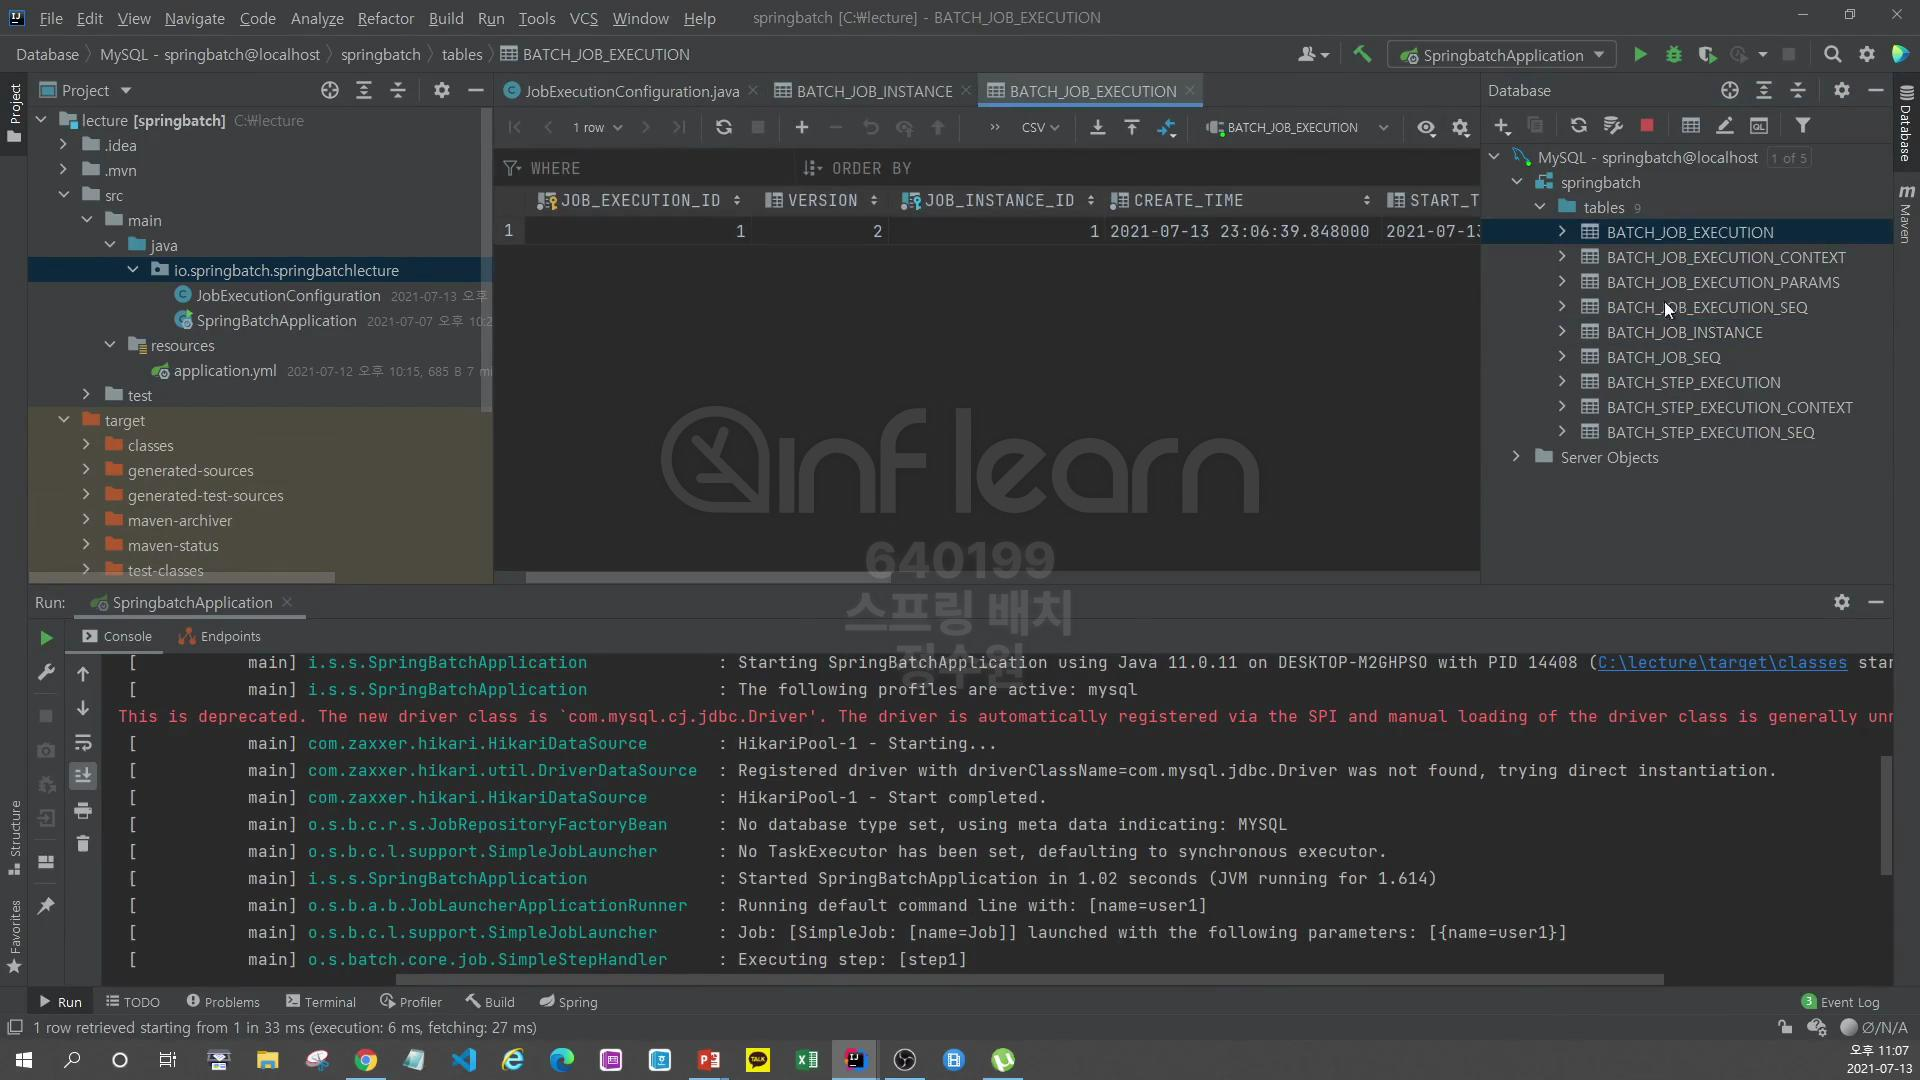 File Edit View Navigate Code Analyze Refactor Build Run Tools VCS Window Help springbatch [C:₩lecture] - BATCH_JOB_EXECUTION
Database MySQL - springbatch@localhost springbatch tables BATCH_JOB_EXECUTION SpringbatchApplication
Project JobExecutionConfiguration.java BATCH_JOB_INSTANCE BATCH_JOB_EXECUTION Database
1 row CSV BATCH_JOB_EXECUTION
WHERE ORDER BY
JOB_EXECUTION_ID VERSION JOB_INSTANCE_ID CREATE_TIME START_T
1 1 2 1 2021-07-13 23:06:39.848000 2021-07-13
lecture [springbatch] C:₩lecture
.idea
.mvn
src
main
java
io.springbatch.springbatchlecture
JobExecutionConfiguration 2021-07-13 오후
SpringBatchApplication 2021-07-07 오후 10:2
resources
application.yml 2021-07-12 오후 10:15, 685 B 7 mi
test
target
classes
generated-sources
generated-test-sources
maven-archiver
maven-status
test-classes
MySQL - springbatch@localhost 1 of 5
springbatch
tables 9
BATCH_JOB_EXECUTION
BATCH_JOB_EXECUTION_CONTEXT
BATCH_JOB_EXECUTION_PARAMS
BATCH_JOB_EXECUTION_SEQ
BATCH_JOB_INSTANCE
BATCH_JOB_SEQ
BATCH_STEP_EXECUTION
BATCH_STEP_EXECUTION_CONTEXT
BATCH_STEP_EXECUTION_SEQ
Server Objects
Project
Database
Maven
inflearn
640199
스프링 배치
정수원
Run: SpringbatchApplication
Console Endpoints
[ main] i.s.s.SpringBatchApplication : Starting SpringBatchApplication using Java 11.0.11 on DESKTOP-M2GHPSO with PID 14408 (C:\lecture\target\classes star
[ main] i.s.s.SpringBatchApplication : The following profiles are active: mysql
This is deprecated. The new driver class is `com.mysql.cj.jdbc.Driver'. The driver is automatically registered via the SPI and manual loading of the driver class is generally unn
[ main] com.zaxxer.hikari.HikariDataSource : HikariPool-1 - Starting...
[ main] com.zaxxer.hikari.util.DriverDataSource : Registered driver with driverClassName=com.mysql.jdbc.Driver was not found, trying direct instantiation.
[ main] com.zaxxer.hikari.HikariDataSource : HikariPool-1 - Start completed.
[ main] o.s.b.c.r.s.JobRepositoryFactoryBean : No database type set, using meta data indicating: MYSQL
[ main] o.s.b.c.l.support.SimpleJobLauncher : No TaskExecutor has been set, defaulting to synchronous executor.
[ main] i.s.s.SpringBatchApplication : Started SpringBatchApplication in 1.02 seconds (JVM running for 1.614)
[ main] o.s.b.a.b.JobLauncherApplicationRunner : Running default command line with: [name=user1]
[ main] o.s.b.c.l.support.SimpleJobLauncher : Job: [SimpleJob: [name=Job]] launched with the following parameters: [{name=user1}]
[ main] o.s.batch.core.job.SimpleStepHandler : Executing step: [step1]
Structure
Favorites
Run TODO Problems Terminal Profiler Build Spring 3 Event Log
1 row retrieved starting from 1 in 33 ms (execution: 6 ms, fetching: 27 ms) Ø/N/A
TALK
오후 11:07
2021-07-13